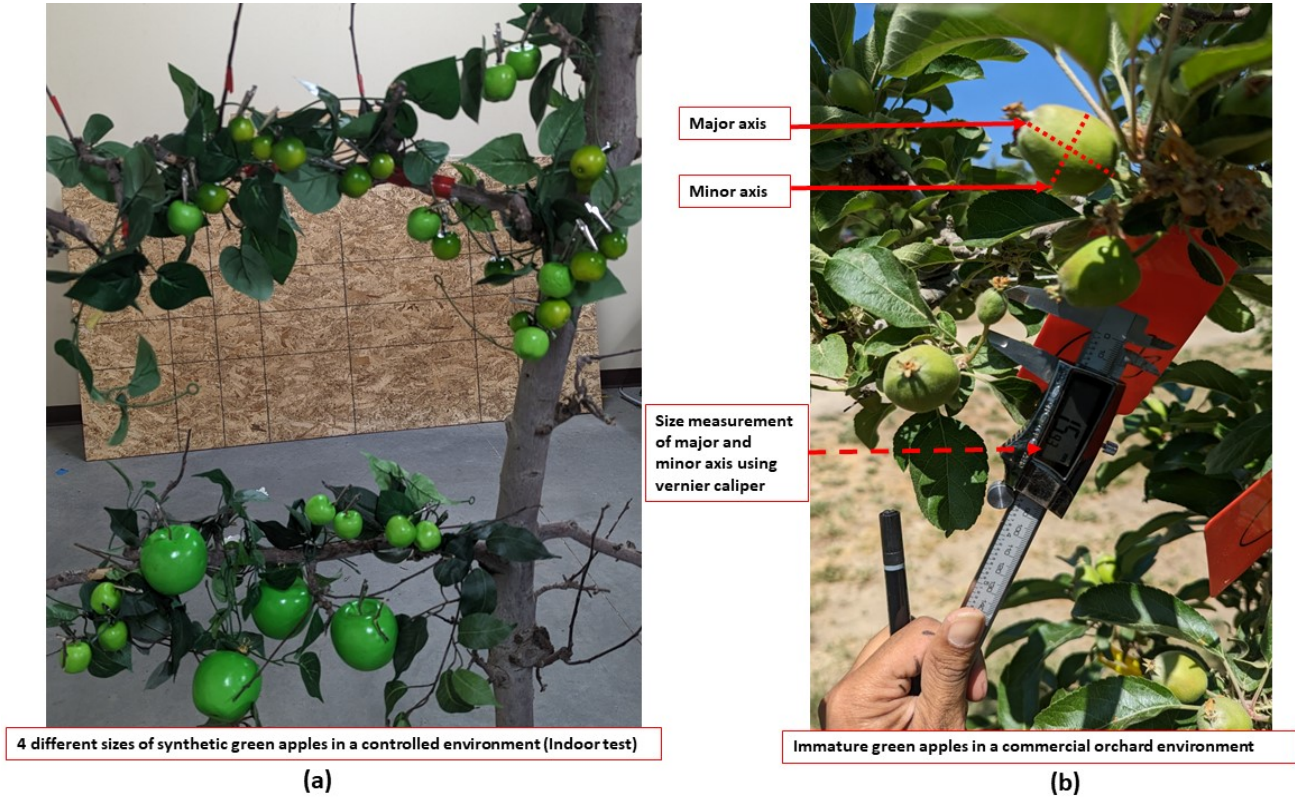 Major axis
Minor axis
Size measurement
of major and
minor axis using
vernier caliper
4 different sizes of synthetic green apples in a controlled environment (Indoor test)
Immature green apples in a commercial orchard environment
(a)
(b)